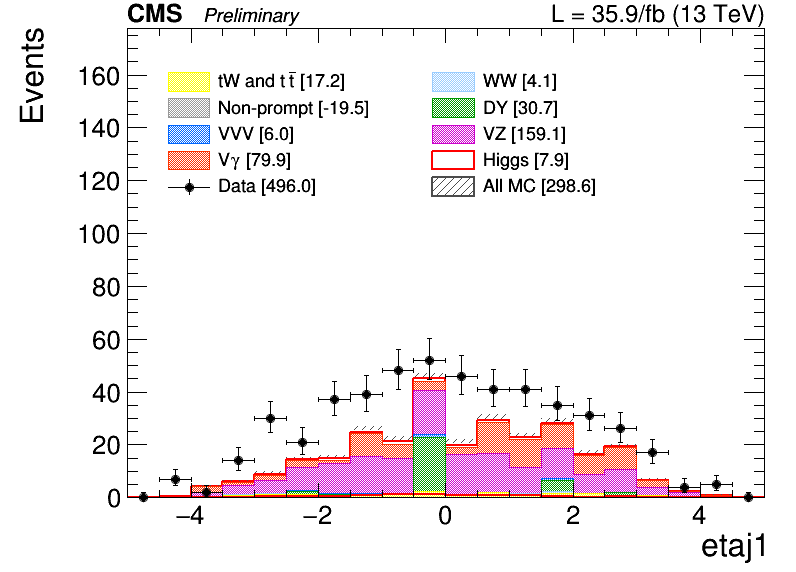 CMS Preliminary L = 35.9/fb (13 TeV)
Events
160
140
120
100
80
60
40
20
0
tW and t t̄ [17.2] WW [4.1]
Non-prompt [-19.5] DY [30.7]
VVV [6.0] VZ [159.1]
Vγ [79.9] Higgs [7.9]
Data [496.0] All MC [298.6]
−4 −2 0 2 4
etaj1